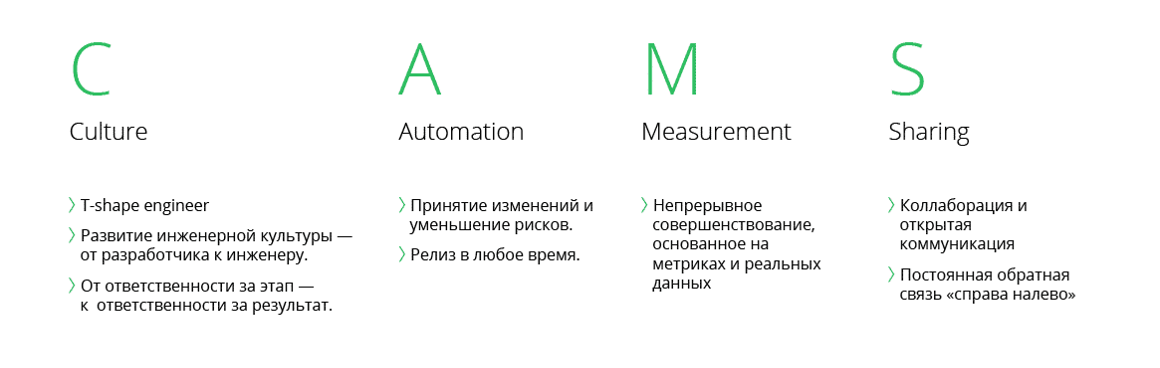 C
Culture
T-shape engineer
Развитие инженерной культуры —
от разработчика к инженеру.
От ответственности за этап —
к ответственности за результат.
A
Automation
Принятие изменений и
уменьшение рисков.
Релиз в любое время.
M
Measurement
Непрерывное
совершенствование,
основанное на
метриках и реальных
данных
S
Sharing
Коллаборация и
открытая
коммуникация
Постоянная обратная
связь «справа налево»